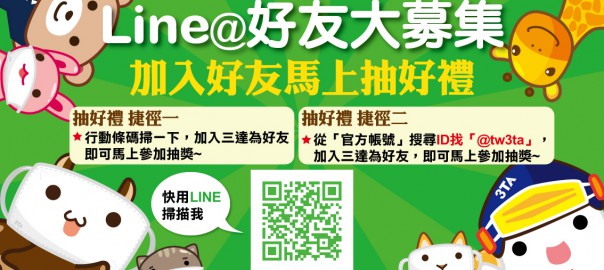 Line@好友大募集
加入好友馬上抽好禮
抽好禮 捷徑一
★行動條碼掃一下，加入三達為好友
即可馬上參加抽獎~
抽好禮 捷徑二
★從「官方帳號」搜尋ID找「@tw3ta」，
加入三達為好友，即可馬上參加抽獎~
快用LINE
掃描我
3TA